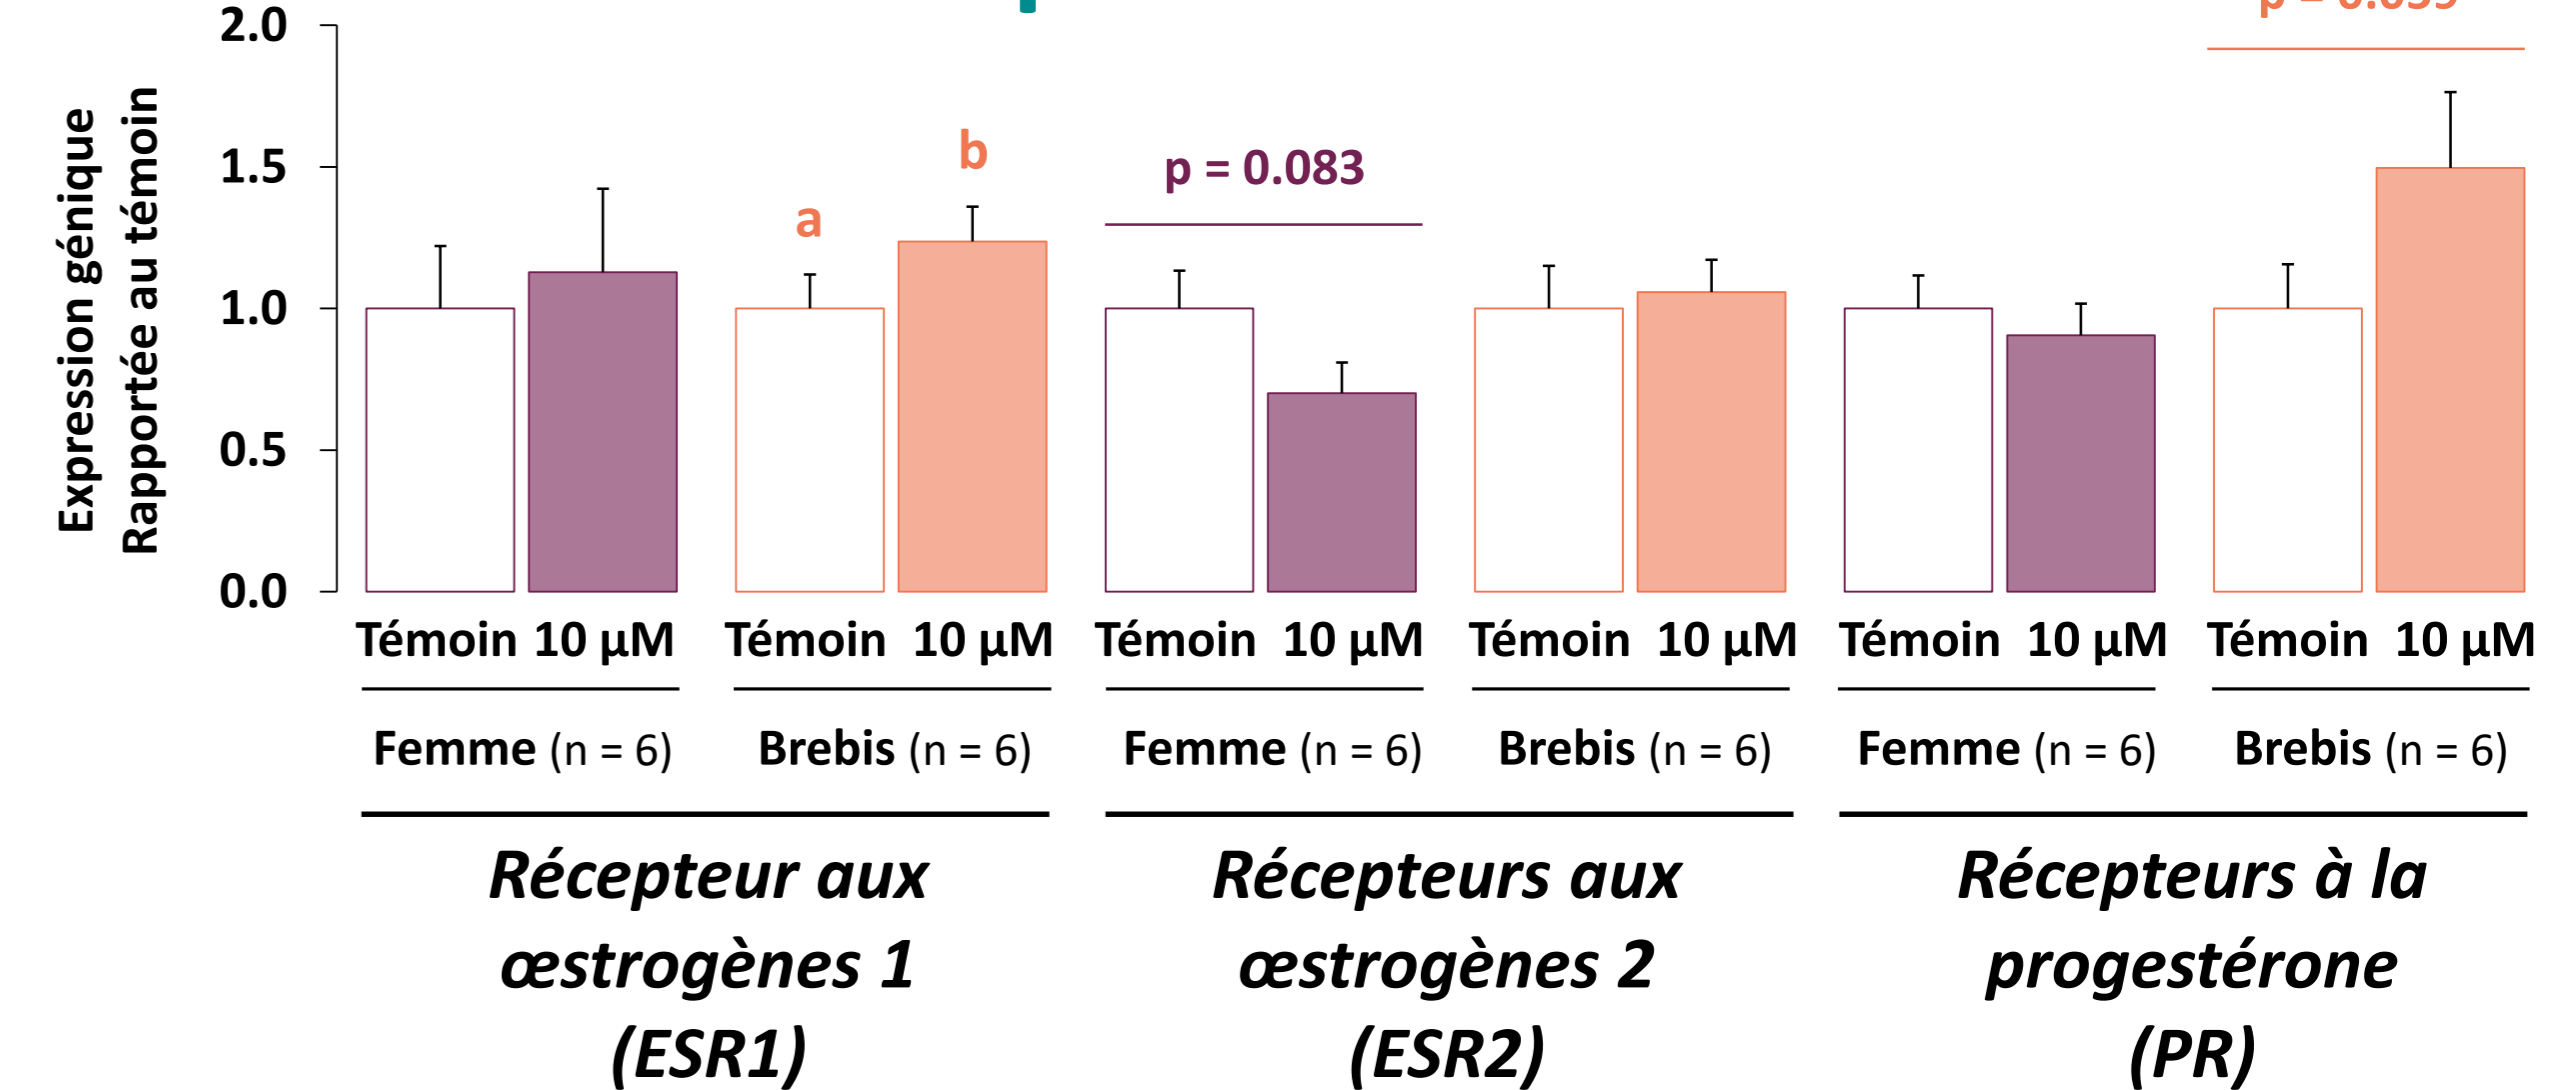 2.0
1.5
1.0
0.5
0.0
Expression génique
Rapportée au témoin
a
b
p = 0.083
Témoin 10 µM Témoin 10 µM Témoin 10 µM Témoin 10 µM Témoin 10 µM Témoin 10 µM
Femme (n = 6) Brebis (n = 6) Femme (n = 6) Brebis (n = 6) Femme (n = 6) Brebis (n = 6)
Récepteur aux
œstrogènes 1
(ESR1)
Récepteurs aux
œstrogènes 2
(ESR2)
Récepteurs à la
progestérone
(PR)